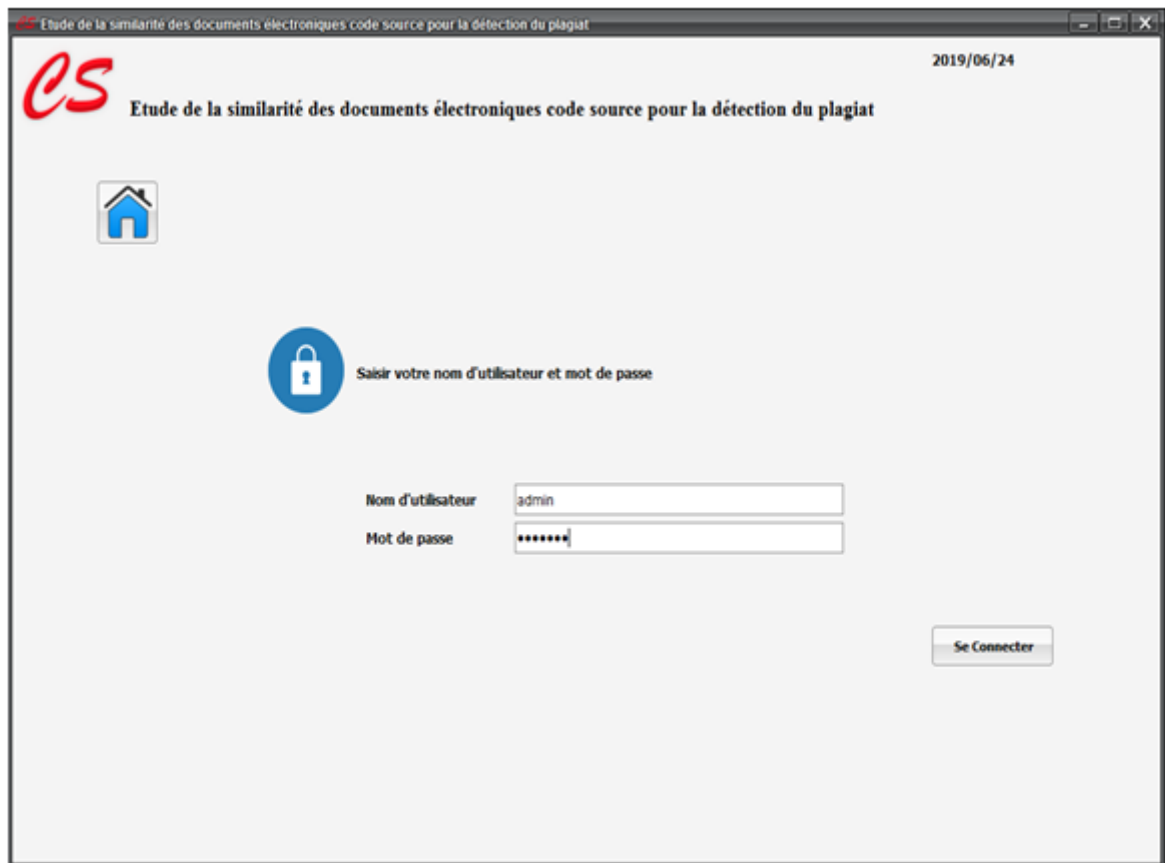 CS Etude de la similarité des documents électroniques code source pour la détection du plagiat
2019/06/24
CS
Etude de la similarité des documents électroniques code source pour la détection du plagiat
Saisir votre nom d'utilsateur et mot de passe
Nom d'utilisateur
admin
Mot de passe
•••••••
Se Connecter